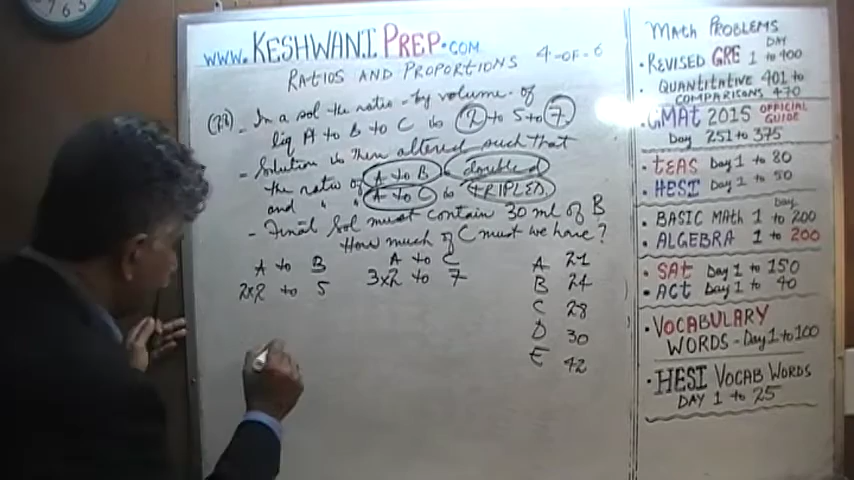 www.KESHWANIPREP.COM 4-OF-6
RATIOS AND PROPORTIONS
- In a sol the ratio-by volume-of
liq A to B to C is 2 to 5 to 7
- Solution is then altered such that
the ratio of A to B is doubled
and " " A to C is TRIPLED
- Final Sol must contain 30 ml of B
How much of C must we have?
A to B
2x2 to 5
A to C
3x2 to 7
A 21
B 24
C 28
D 30
E 42
MATH PROBLEMS
DAY
• REVISED GRE 1 to 400
• QUANTITATIVE 401 to
COMPARISONS 470
GMAT 2015 OFFICIAL GUIDE
Day 251 to 375
• TEAS Day 1 to 80
• HESI Day 1 to 50
Day
• BASIC MATH 1 to 200
• ALGEBRA 1 to 200
• SAT Day 1 to 150
• ACT Day 1 to 40
• VOCABULARY
WORDS - Day 1 to 100
• HESI VOCAB WORDS
DAY 1 to 25